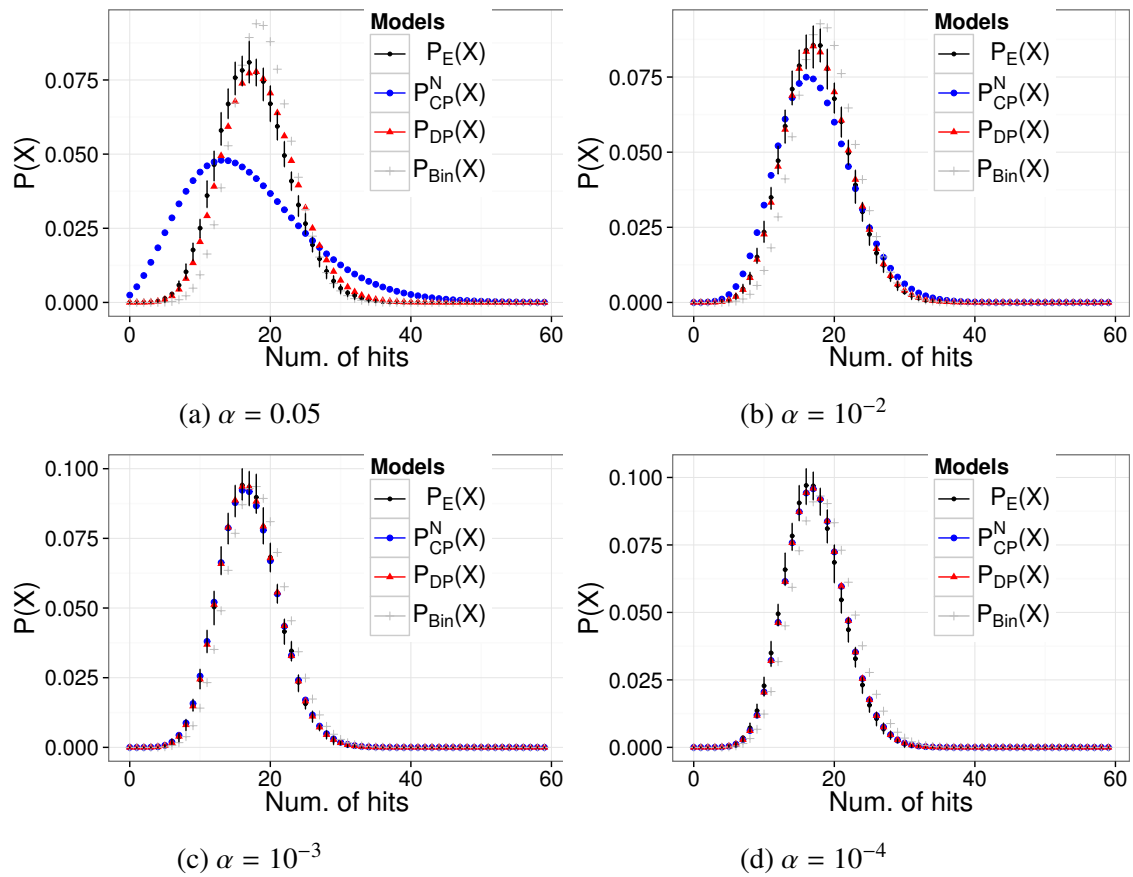 Models
P_E(X)
P^N_CP(X)
P_DP(X)
P_Bin(X)
P(X)
0.075
0.050
0.025
0.000
0
20
40
60
Num. of hits
(a) α = 0.05
Models
P_E(X)
P^N_CP(X)
P_DP(X)
P_Bin(X)
P(X)
0.075
0.050
0.025
0.000
0
20
40
60
Num. of hits
(b) α = 10⁻²
Models
P_E(X)
P^N_CP(X)
P_DP(X)
P_Bin(X)
P(X)
0.100
0.075
0.050
0.025
0.000
0
20
40
60
Num. of hits
(c) α = 10⁻³
Models
P_E(X)
P^N_CP(X)
P_DP(X)
P_Bin(X)
P(X)
0.100
0.075
0.050
0.025
0.000
0
20
40
60
Num. of hits
(d) α = 10⁻⁴